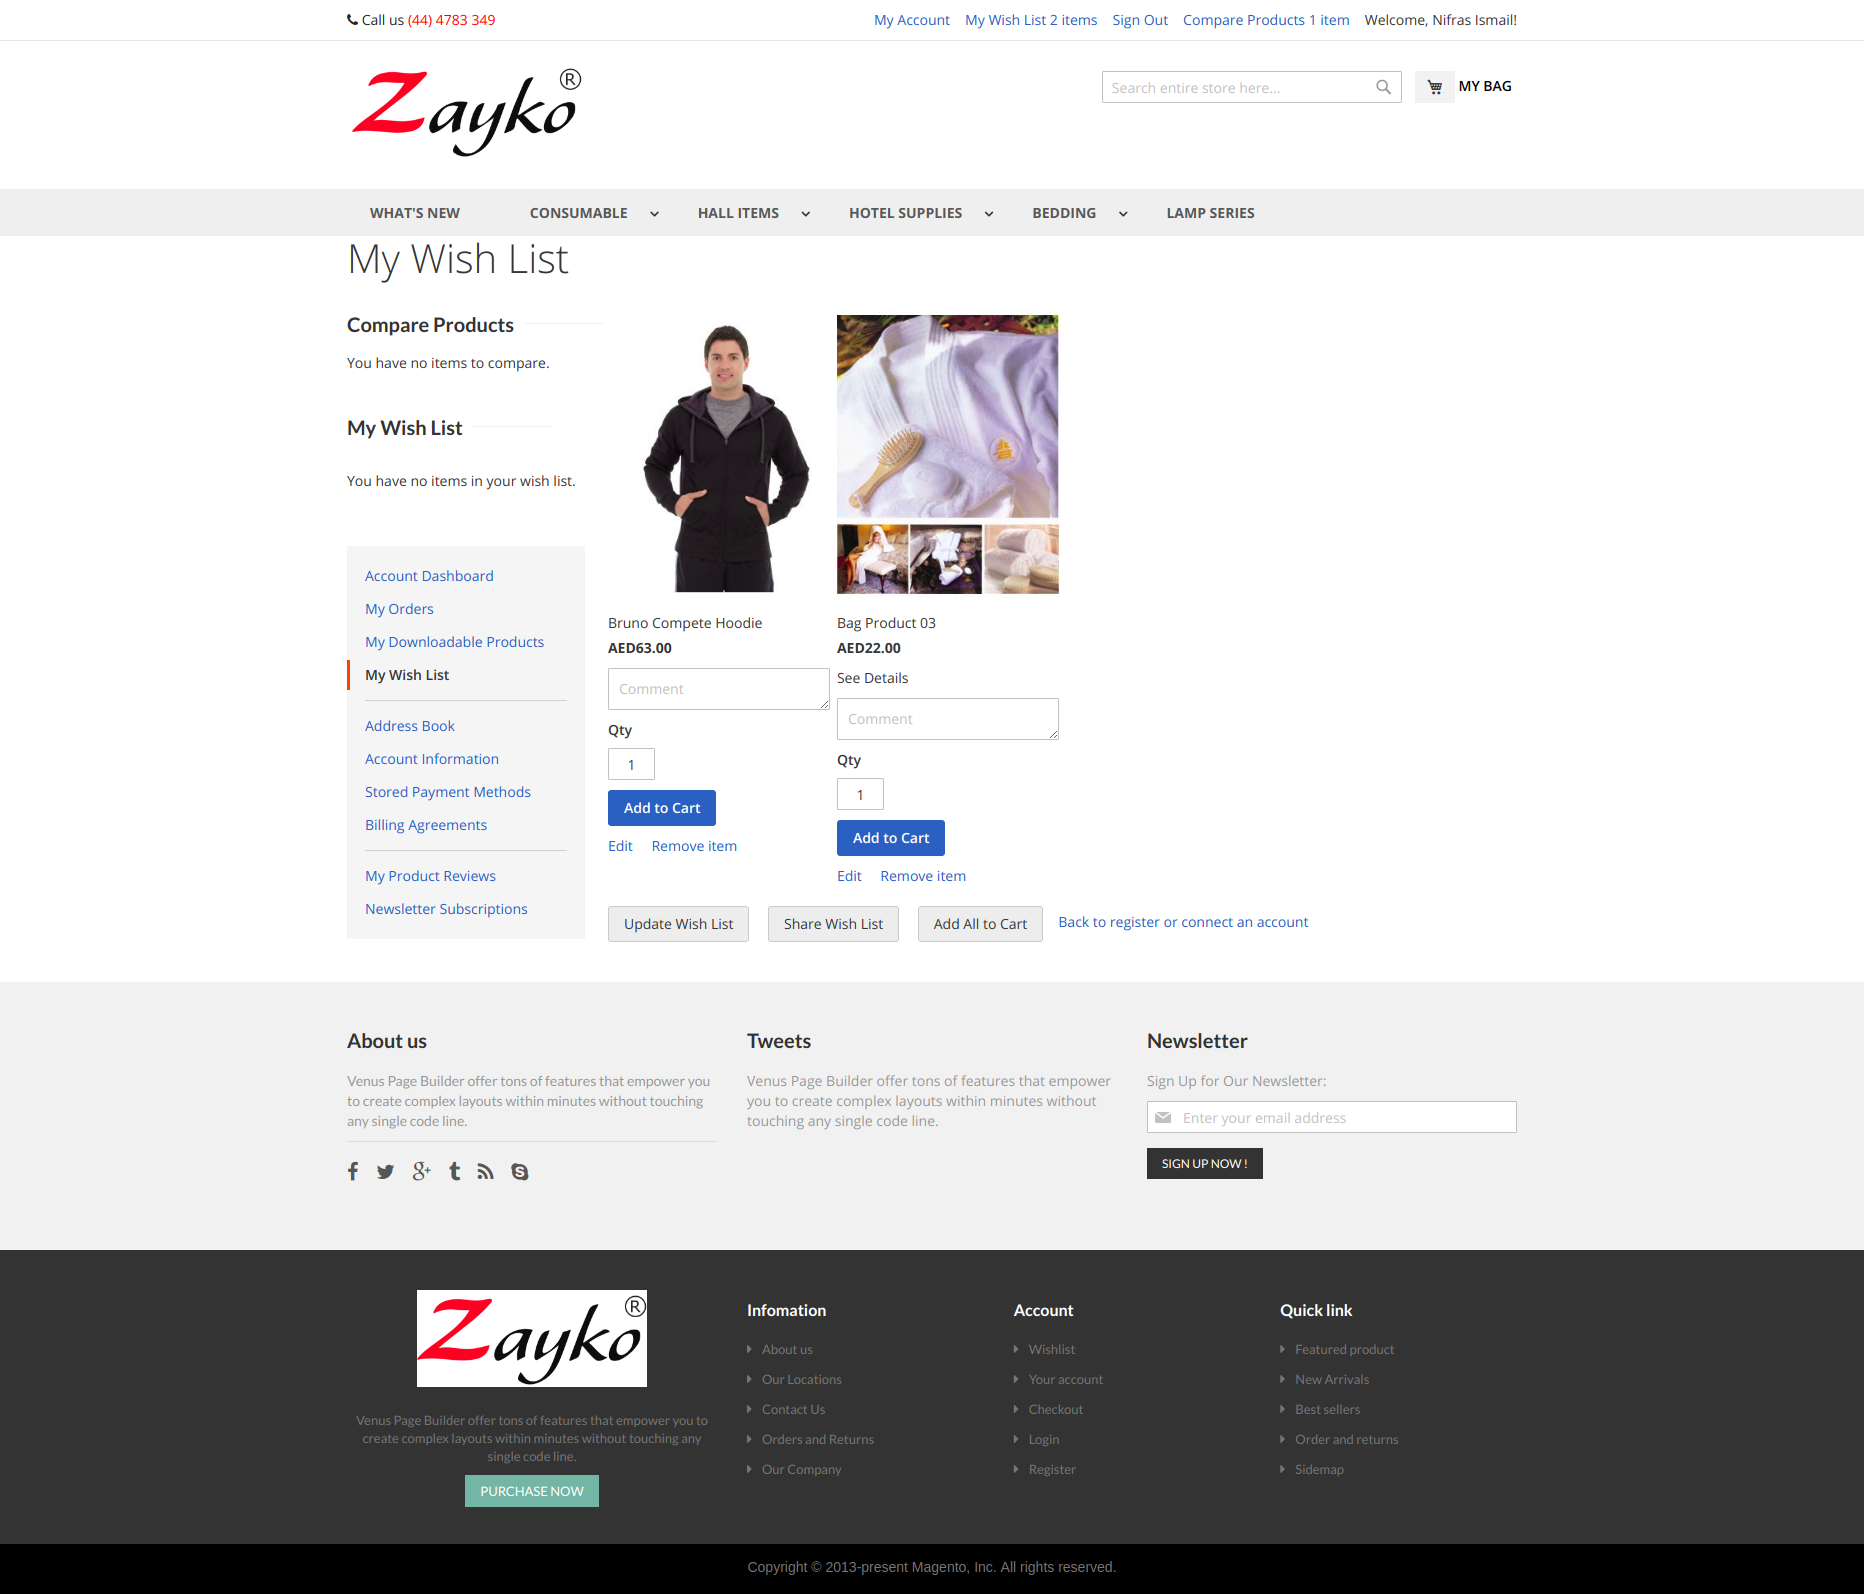 Call us (44) 4783 349
My Account My Wish List 2 items Sign Out Compare Products 1 item Welcome, Nifras Ismail!
Zayko®
Search entire store here...
MY BAG
WHAT'S NEW CONSUMABLE HALL ITEMS HOTEL SUPPLIES BEDDING LAMP SERIES
My Wish List
Compare Products
You have no items to compare.
My Wish List
You have no items in your wish list.
Account Dashboard
My Orders
My Downloadable Products
My Wish List
Address Book
Account Information
Stored Payment Methods
Billing Agreements
My Product Reviews
Newsletter Subscriptions
Bruno Compete Hoodie
AED63.00
Comment
Qty
1
Add to Cart
Edit Remove item
Bag Product 03
AED22.00
See Details
Comment
Qty
1
Add to Cart
Edit Remove item
Update Wish List Share Wish List Add All to Cart Back to register or connect an account
About us
Venus Page Builder offer tons of features that empower you
to create complex layouts within minutes without touching
any single code line.
Tweets
Venus Page Builder offer tons of features that empower
you to create complex layouts within minutes without
touching any single code line.
Newsletter
Sign Up for Our Newsletter:
Enter your email address
SIGN UP NOW !
Zayko®
Venus Page Builder offer tons of features that empower you to
create complex layouts within minutes without touching any
single code line.
PURCHASE NOW
Infomation
About us
Our Locations
Contact Us
Orders and Returns
Our Company
Account
Wishlist
Your account
Checkout
Login
Register
Quick link
Featured product
New Arrivals
Best sellers
Order and returns
Sidemap
Copyright © 2013-present Magento, Inc. All rights reserved.